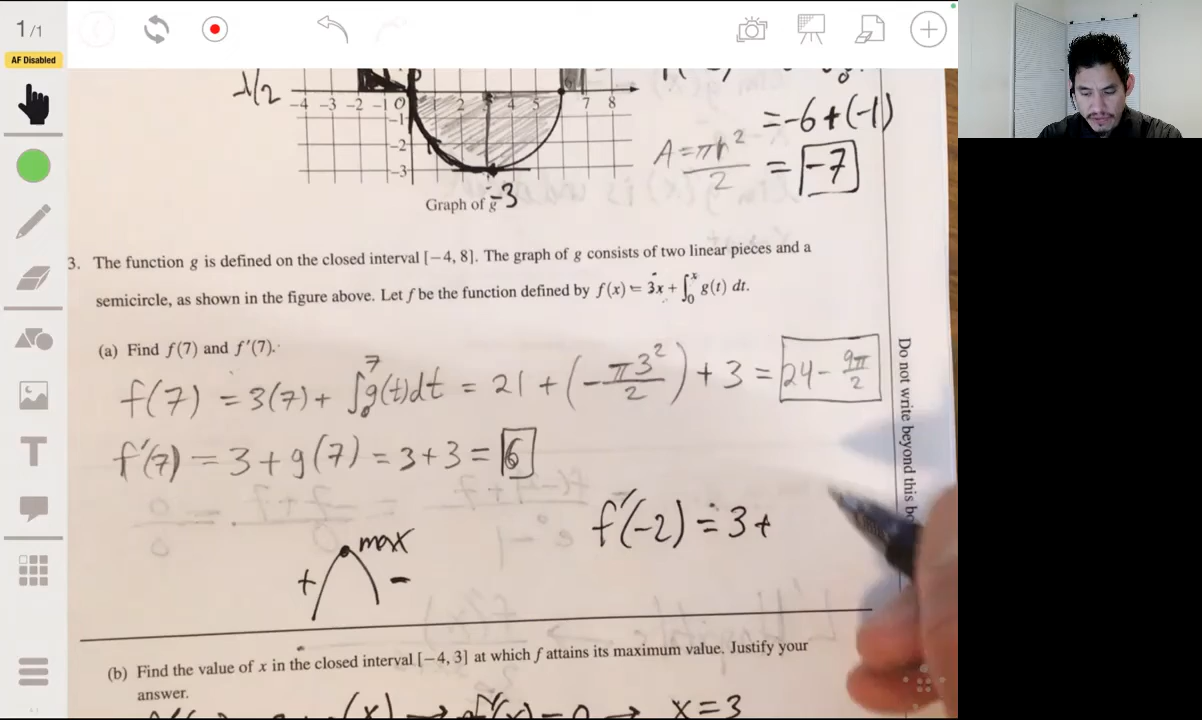 1/1
AF Disabled
λ/2
-4 -3 -2 -1 O 2 4 5 7 8
-1
-2
-3
-3
Graph of g
= -6 + (-1)
A = πr²/2 = -7
3. The function g is defined on the closed interval [−4, 8]. The graph of g consists of two linear pieces and a
semicircle, as shown in the figure above. Let f be the function defined by f(x) = 3x + ∫₀ˣ g(t) dt.
(a) Find f(7) and f′(7).
f(7) = 3(7) + ∫₀⁷ g(t)dt = 21 + (-π3²/2) + 3 = 24 - 9π/2
f'(7) = 3 + g(7) = 3 + 3 = 6
f'(-2) = 3 +
max
+ −
(b) Find the value of x in the closed interval [−4, 3] at which f attains its maximum value. Justify your
answer.
(x) → f'(x) = 0 → x = 3
Do not write beyond this bo